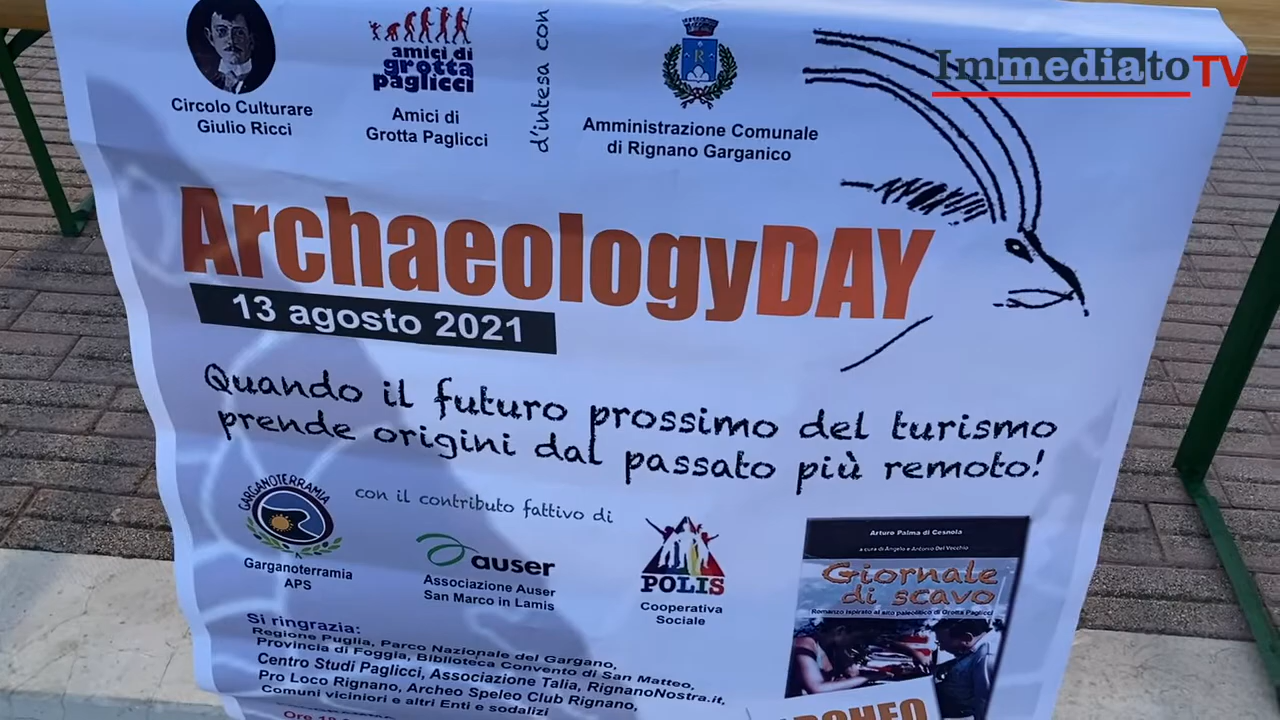 ImmediatoTV
amici di
grotta
paglicci
Circolo Culturare
Giulio Ricci
Amici di
Grotta Paglicci
d'intesa con
Amministrazione Comunale
di Rignano Garganico
ArchaeologyDAY
13 agosto 2021
Quando il futuro prossimo del turismo
prende origini dal passato più remoto!
con il contributo fattivo di
GARGANOTERRAMIA
Garganoterramia
APS
auser
Associazione Auser
San Marco in Lamis
POLIS
Cooperativa
Sociale
Arturo Palma di Cesnola
a cura di Angelo e Antonio Del Vecchio
Giornale
di scavo
Romanzo ispirato al sito paleolitico di Grotta Paglicci
Si ringrazia:
Regione Puglia, Parco Nazionale del Gargano,
Provincia di Foggia, Biblioteca Convento di San Matteo,
Centro Studi Paglicci, Associazione Talia, RignanoNostra.it,
Pro Loco Rignano, Archeo Speleo Club Rignano,
Comuni viciniori e altri Enti e sodalizi
Ore